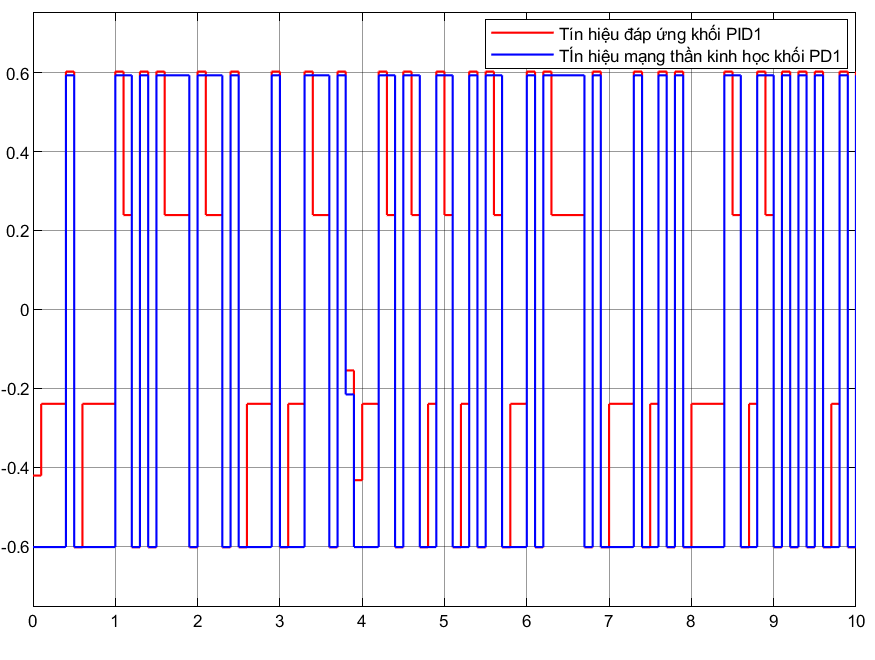 Tín hiệu đáp ứng khối PID1
TÍn hiệu mạng thần kinh học khối PD1
0.6
0.4
0.2
0
-0.2
-0.4
-0.6
0 1 2 3 4 5 6 7 8 9 10